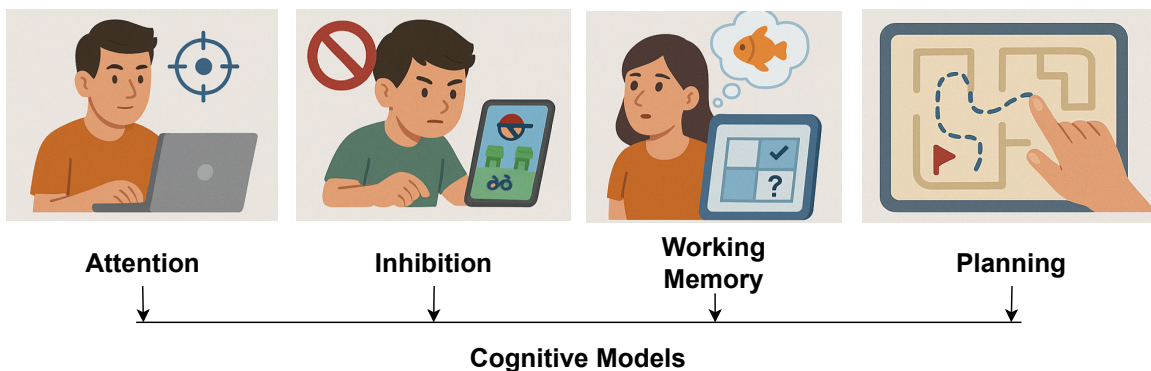 ?
Attention
Inhibition
Working
Memory
Planning
Cognitive Models